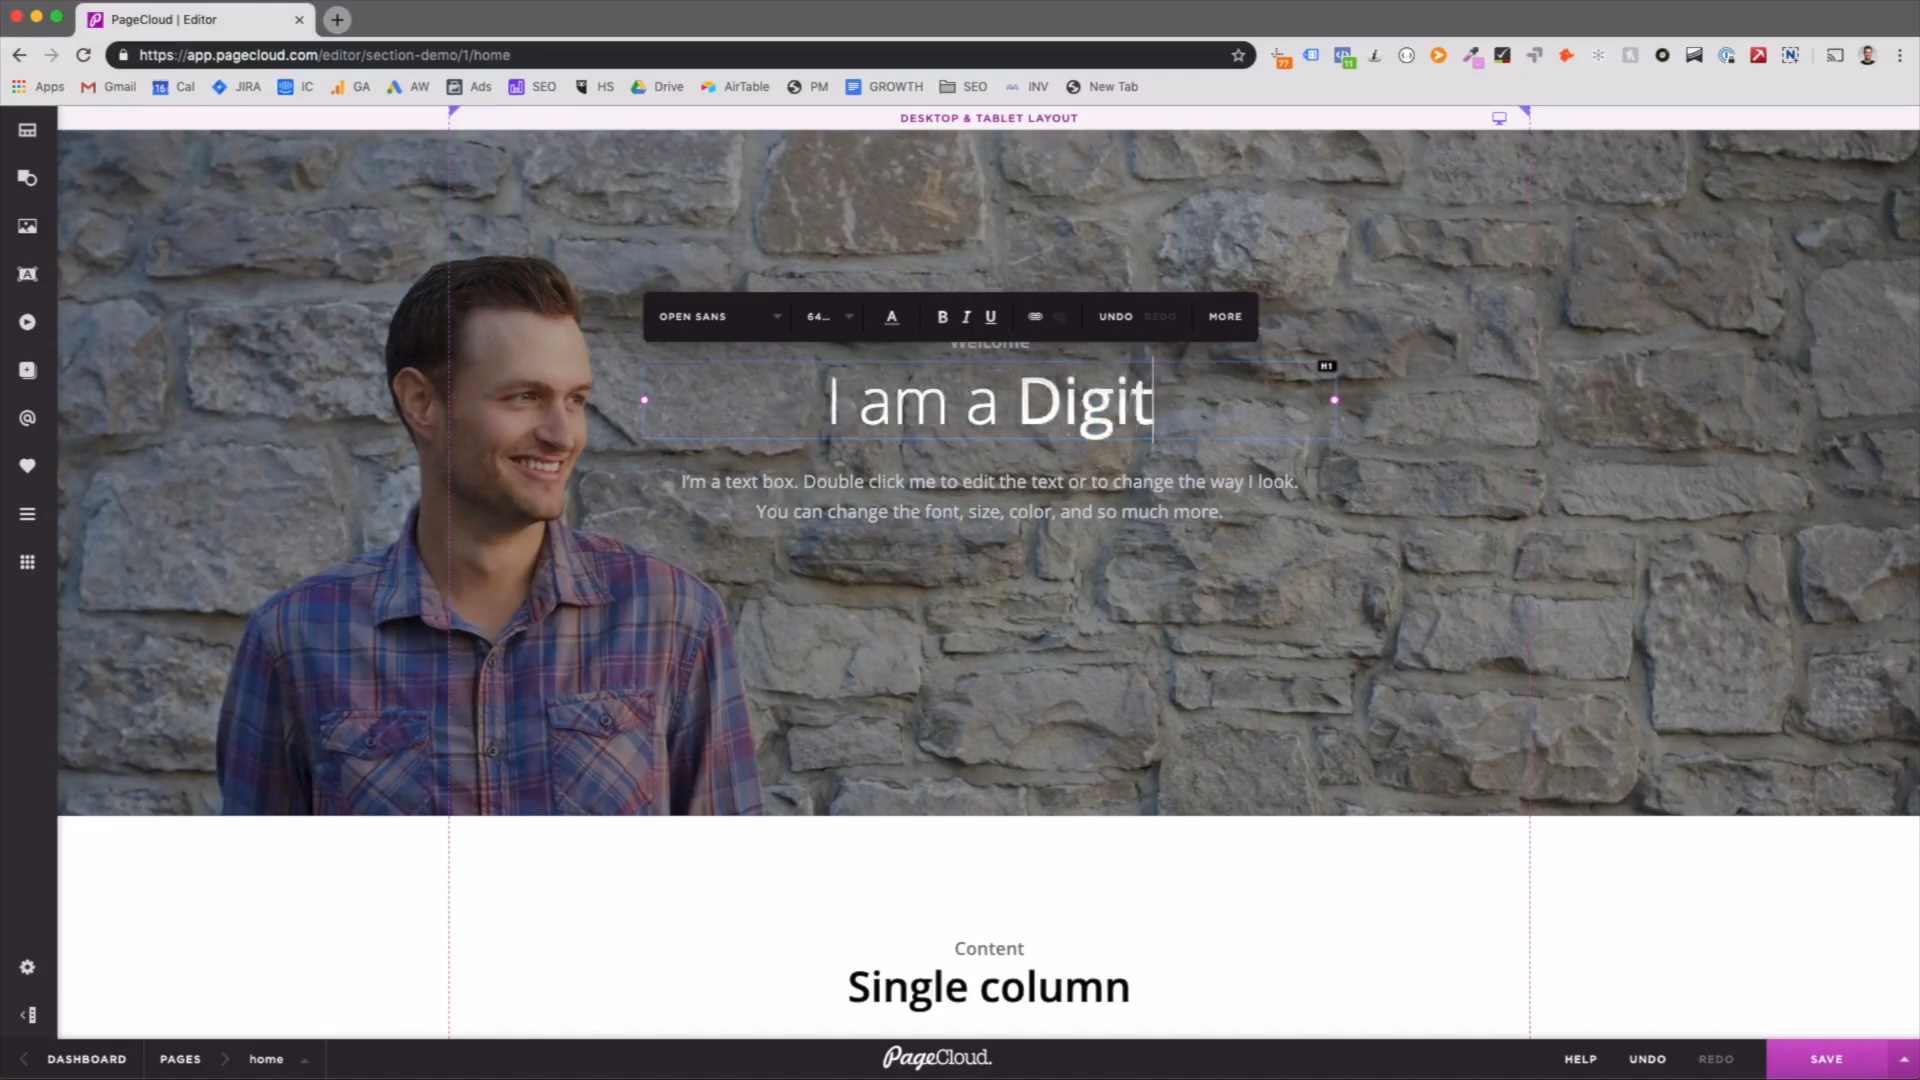 PageCloud | Editor
https://app.pagecloud.com/editor/section-demo/1/home
77
11
Apps
Gmail
16
Cal
JIRA
IC
GA
AW
Ads
SEO
HS
Drive
AirTable
PM
GROWTH
SEO
INV
New Tab
DESKTOP & TABLET LAYOUT
OPEN SANS
64...
A
B
I
U
UNDO
REDO
MORE
Welcome
H1
I am a Digit
I'm a text box. Double click me to edit the text or to change the way I look.
You can change the font, size, color, and so much more.
Content
Single column
DASHBOARD
PAGES
home
PageCloud.
HELP
UNDO
REDO
SAVE